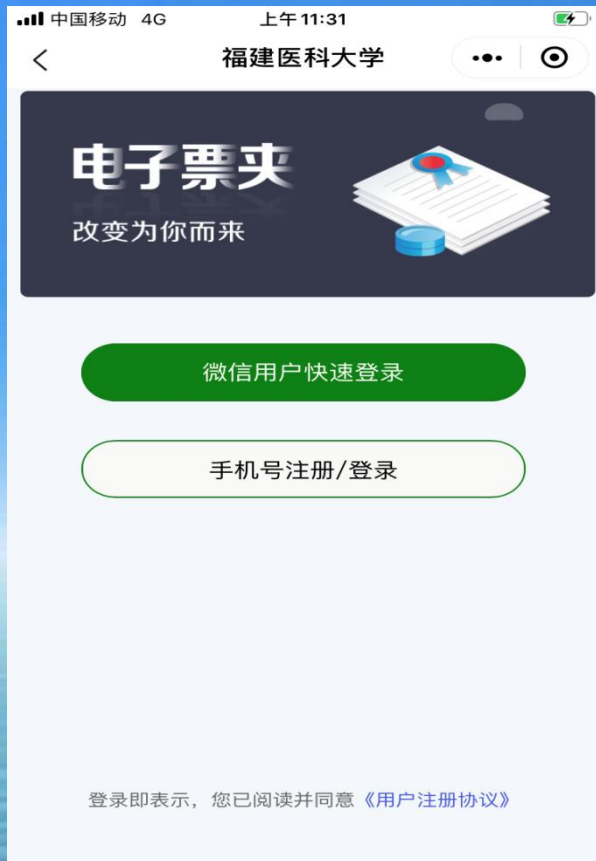 中国移动 4G 上午11:31
福建医科大学
电子票夹
改变为你而来
微信用户快速登录
手机号注册/登录
登录即表示，您已阅读并同意《用户注册协议》